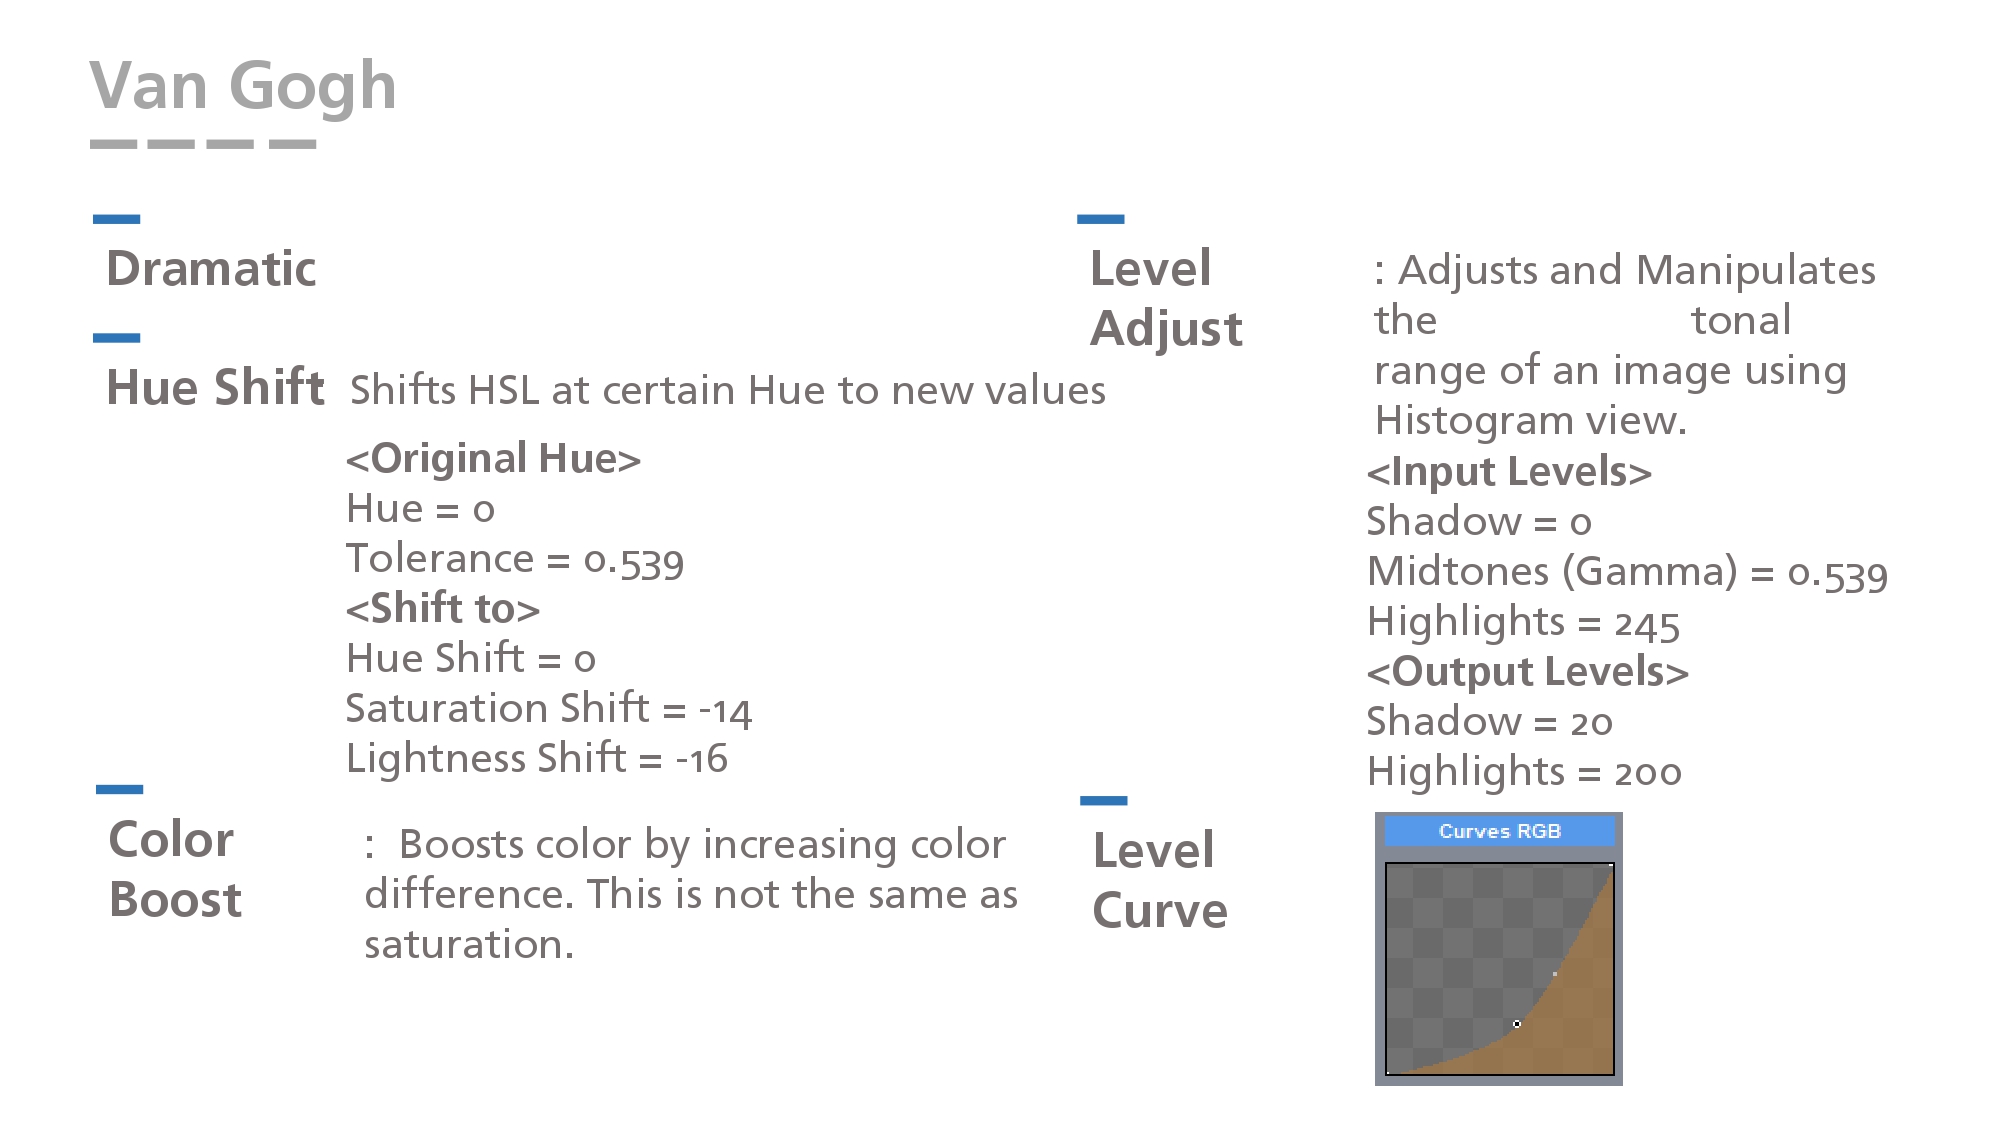 Van Gogh
Dramatic
Hue Shift Shifts HSL at certain Hue to new values
<Original Hue>
Hue = 0
Tolerance = 0.539
<Shift to>
Hue Shift = 0
Saturation Shift = -14
Lightness Shift = -16
Color
Boost
: Boosts color by increasing color
difference. This is not the same as
saturation.
Level
Adjust
: Adjusts and Manipulates
the tonal
range of an image using
Histogram view.
<Input Levels>
Shadow = 0
Midtones (Gamma) = 0.539
Highlights = 245
<Output Levels>
Shadow = 20
Highlights = 200
Level
Curve
Curves RGB